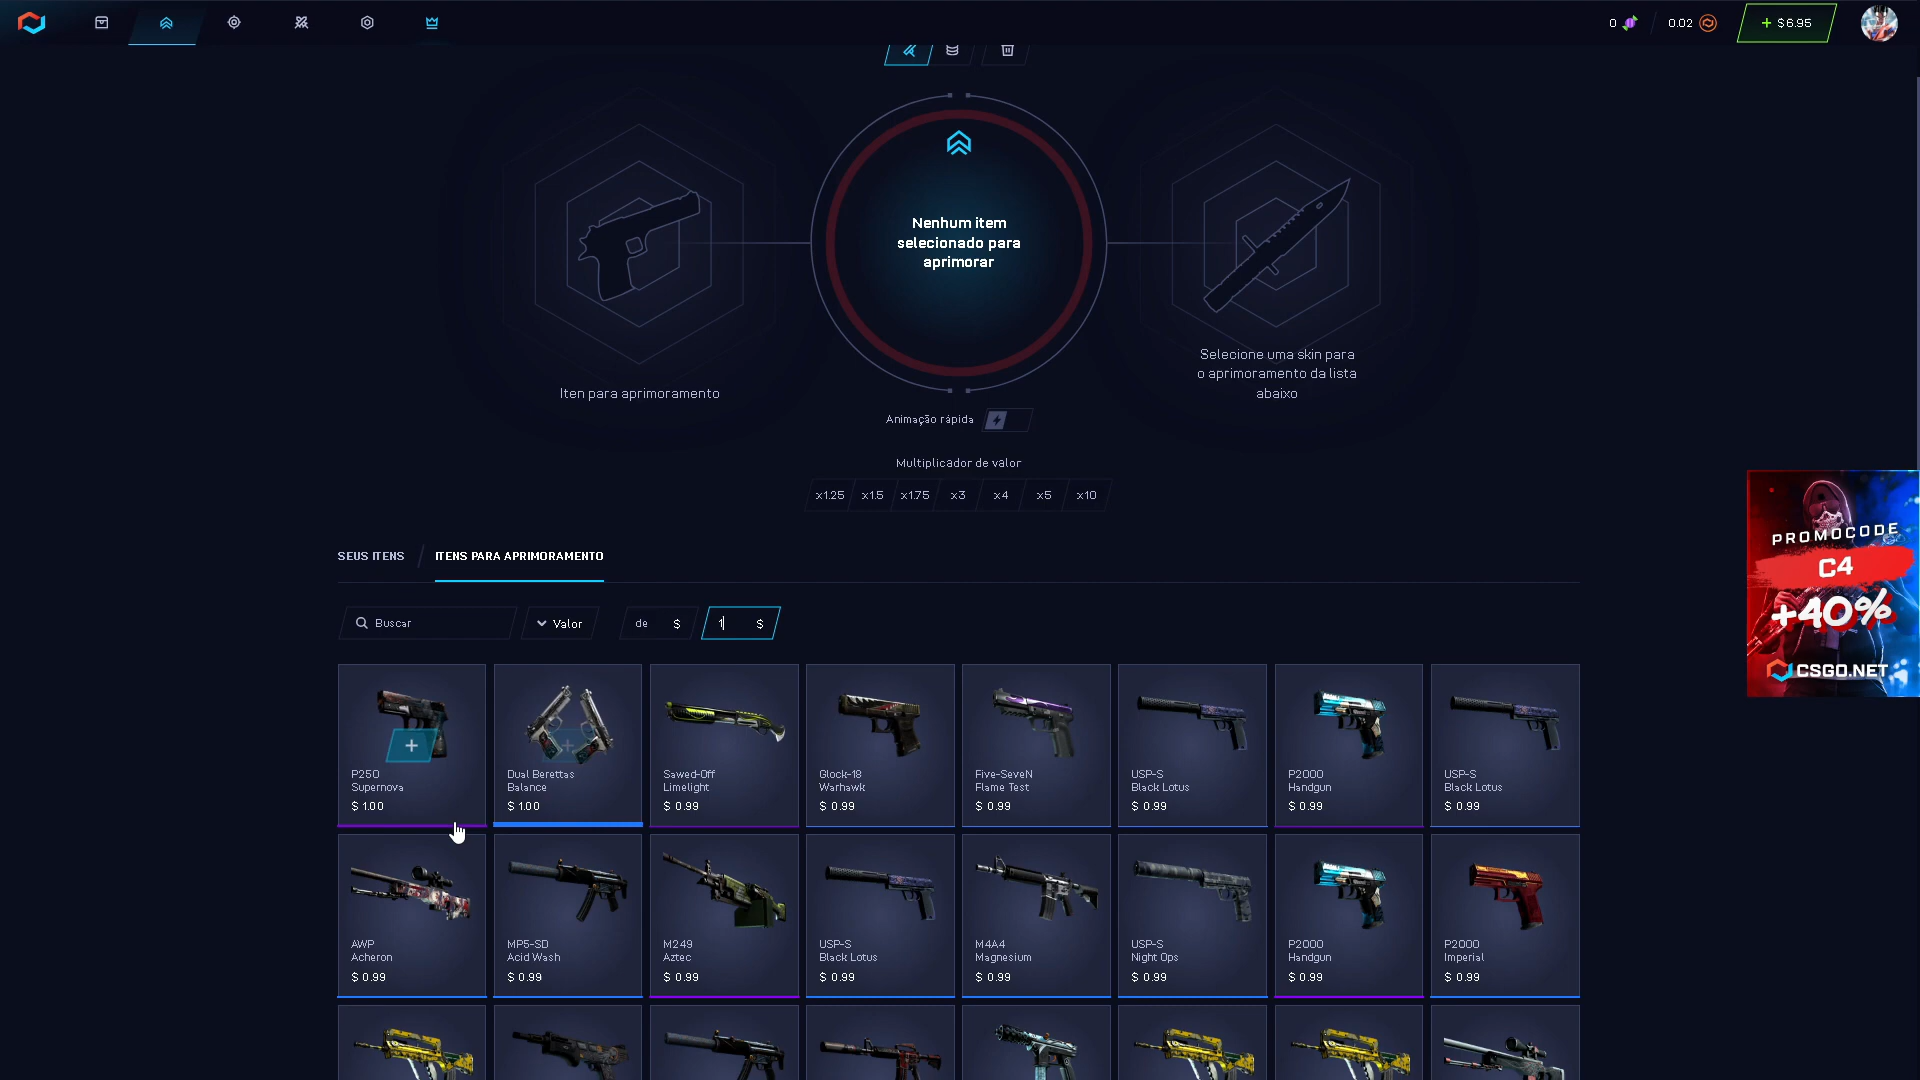 0
0.02
+ $ 6.95
Nenhum item
selecionado para
aprimorar
Iten para aprimoramento
Selecione uma skin para
o aprimoramento da lista
abaixo
Animação rápida
Multiplicador de valor
x1.25 x1.5 x1.75 x3 x4 x5 x10
SEUS ITENS / ITENS PARA APRIMORAMENTO
Buscar Valor de $ 1 $
PROMOCODE
C4
+40%
CSGO.NET
P250
Supernova
$ 1.00
Dual Berettas
Balance
$ 1.00
Sawed-Off
Limelight
$ 0.99
Glock-18
Warhawk
$ 0.99
Five-SeveN
Flame Test
$ 0.99
USP-S
Black Lotus
$ 0.99
P2000
Handgun
$ 0.99
USP-S
Black Lotus
$ 0.99
AWP
Acheron
$ 0.99
MP5-SD
Acid Wash
$ 0.99
M249
Aztec
$ 0.99
USP-S
Black Lotus
$ 0.99
M4A4
Magnesium
$ 0.99
USP-S
Night Ops
$ 0.99
P2000
Handgun
$ 0.99
P2000
Imperial
$ 0.99